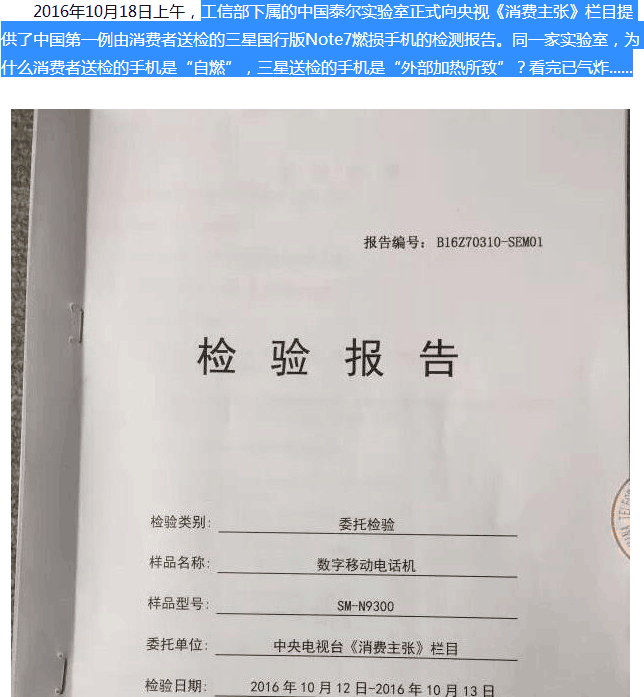 2016年10月18日上午，工信部下属的中国泰尔实验室正式向央视《消费主张》栏目提
供了中国第一例由消费者送检的三星国行版Note7燃损手机的检测报告。同一家实验室，为
什么消费者送检的手机是“自燃”，三星送检的手机是“外部加热所致”？看完已气炸......
报告编号：B16Z70310-SEM01
检验报告
检验类别：委托检验
样品名称：数字移动电话机
样品型号：SM-N9300
委托单位：中央电视台《消费主张》栏目
检验日期：2016年10月12日-2016年10月13日